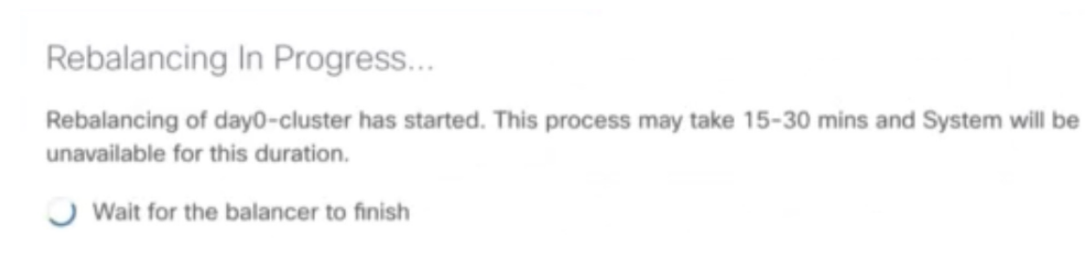 Rebalancing In Progress...
Rebalancing of day0-cluster has started. This process may take 15-30 mins and System will be
unavailable for this duration.
Wait for the balancer to finish